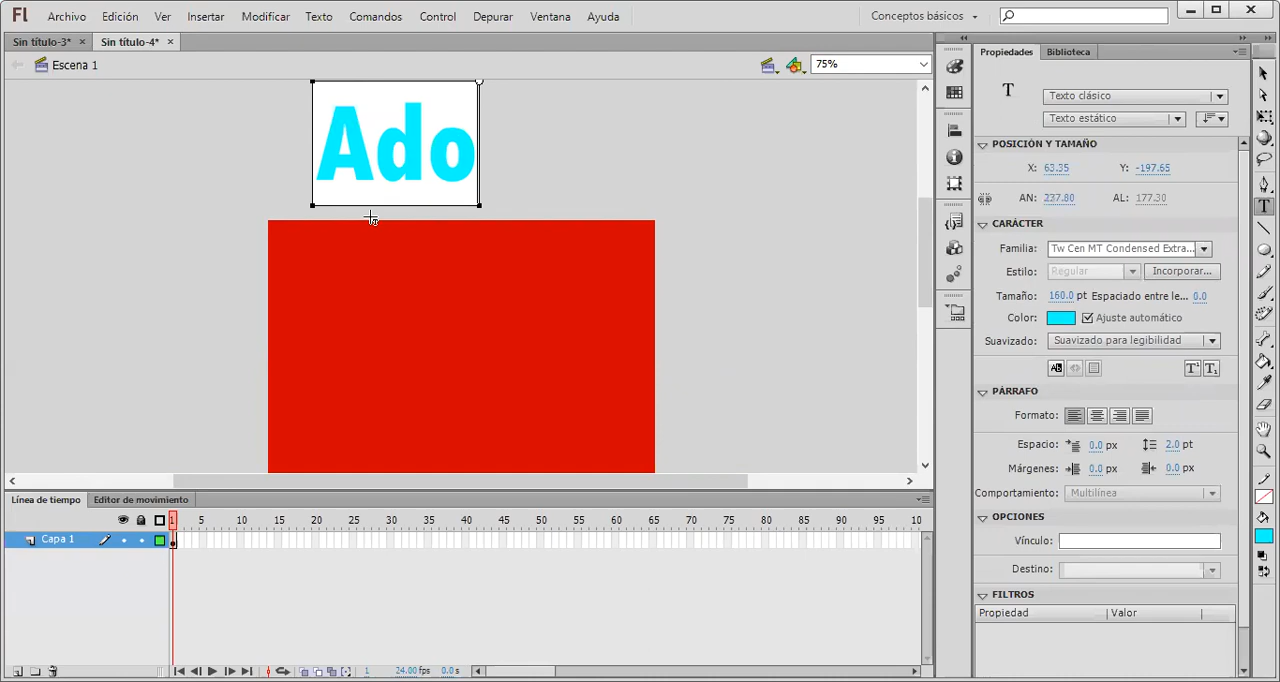 Fl Archivo Edición Ver Insertar Modificar Texto Comandos Control Depurar Ventana Ayuda Conceptos básicos
Sin título-3* × Sin título-4* ×
Escena 1 75%
Ado
Propiedades Biblioteca
T Texto clásico
Texto estático
POSICIÓN Y TAMAÑO
X: 63.35 Y: -197.65
AN: 237.80 AL: 177.30
CARÁCTER
Familia: Tw Cen MT Condensed Extra...
Estilo: Regular Incorporar...
Tamaño: 160.0 pt Espaciado entre le... 0.0
Color: Ajuste automático
Suavizado: Suavizado para legibilidad
T¹ T₁
PÁRRAFO
Formato:
Espacio: 0.0 px 2.0 pt
Márgenes: 0.0 px 0.0 px
Comportamiento: Multilínea
OPCIONES
Vínculo:
Destino:
FILTROS
Propiedad Valor
Línea de tiempo Editor de movimiento
1 5 10 15 20 25 30 35 40 45 50 55 60 65 70 75 80 85 90 95 10
Capa 1
1 24.00 fps 0.0 s